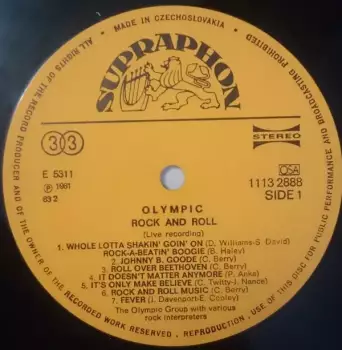 • MADE IN CZECHOSLOVAKIA •
ALL RIGHTS OF THE RECORD PRODUCER AND OF THE OWNER OF THE RECORDED WORK RESERVED . REPRODUCTION , USE OF THIS DISC FOR PUBLIC PERFORMANCE AND BROADCASTING PROHIBITED
SUPRAPHON
33
STEREO
E 5311
℗ 1981
83 2
OSA
1113 2888
SIDE 1
OLYMPIC
ROCK AND ROLL
(Live recording)
1. WHOLE LOTTA SHAKIN' GOIN' ON (D. Williams-S. David)
ROCK-A-BEATIN' BOOGIE (B. Haley)
2. JOHNNY B. GOODE (C. Berry)
3. ROLL OVER BEETHOVEN (C. Berry)
4. IT DOESN'T MATTER ANYMORE (P. Anka)
5. IT'S ONLY MAKE BELIEVE (C. Twitty-J. Nance)
6. ROCK AND ROLL MUSIC (C. Berry)
7. FEVER (J. Davenport-E. Cooley)
The Olympic Group with various
rock interpreters